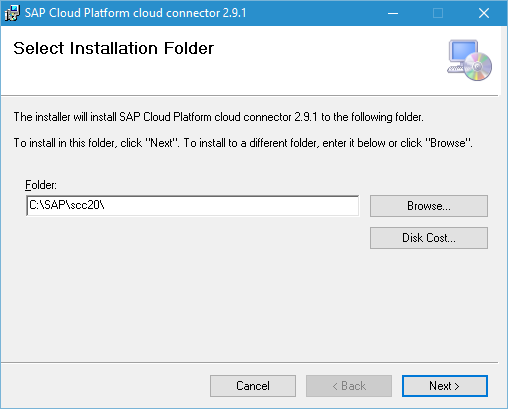 SAP Cloud Platform cloud connector 2.9.1
Select Installation Folder
The installer will install SAP Cloud Platform cloud connector 2.9.1 to the following folder.
To install in this folder, click "Next". To install to a different folder, enter it below or click "Browse".
Folder:
C:\SAP\scc20\
Browse...
Disk Cost...
Cancel
< Back
Next >